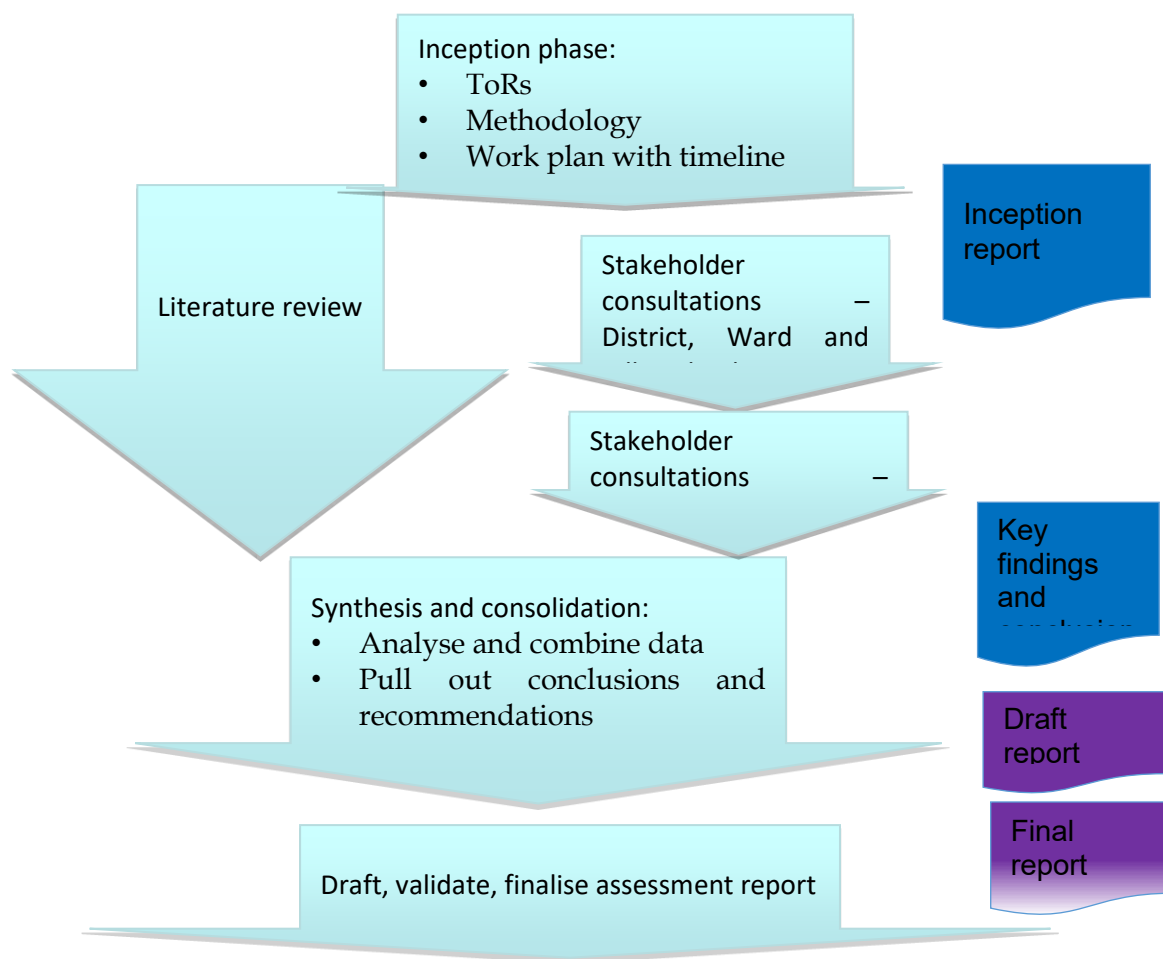 Inception phase:
• ToRs
• Methodology
• Work plan with timeline
Inception
report
Literature review
Stakeholder
consultations –
District, Ward and
Stakeholder
consultations –
Key
findings
and
Synthesis and consolidation:
• Analyse and combine data
• Pull out conclusions and
recommendations
Draft
report
Final
report
Draft, validate, finalise assessment report